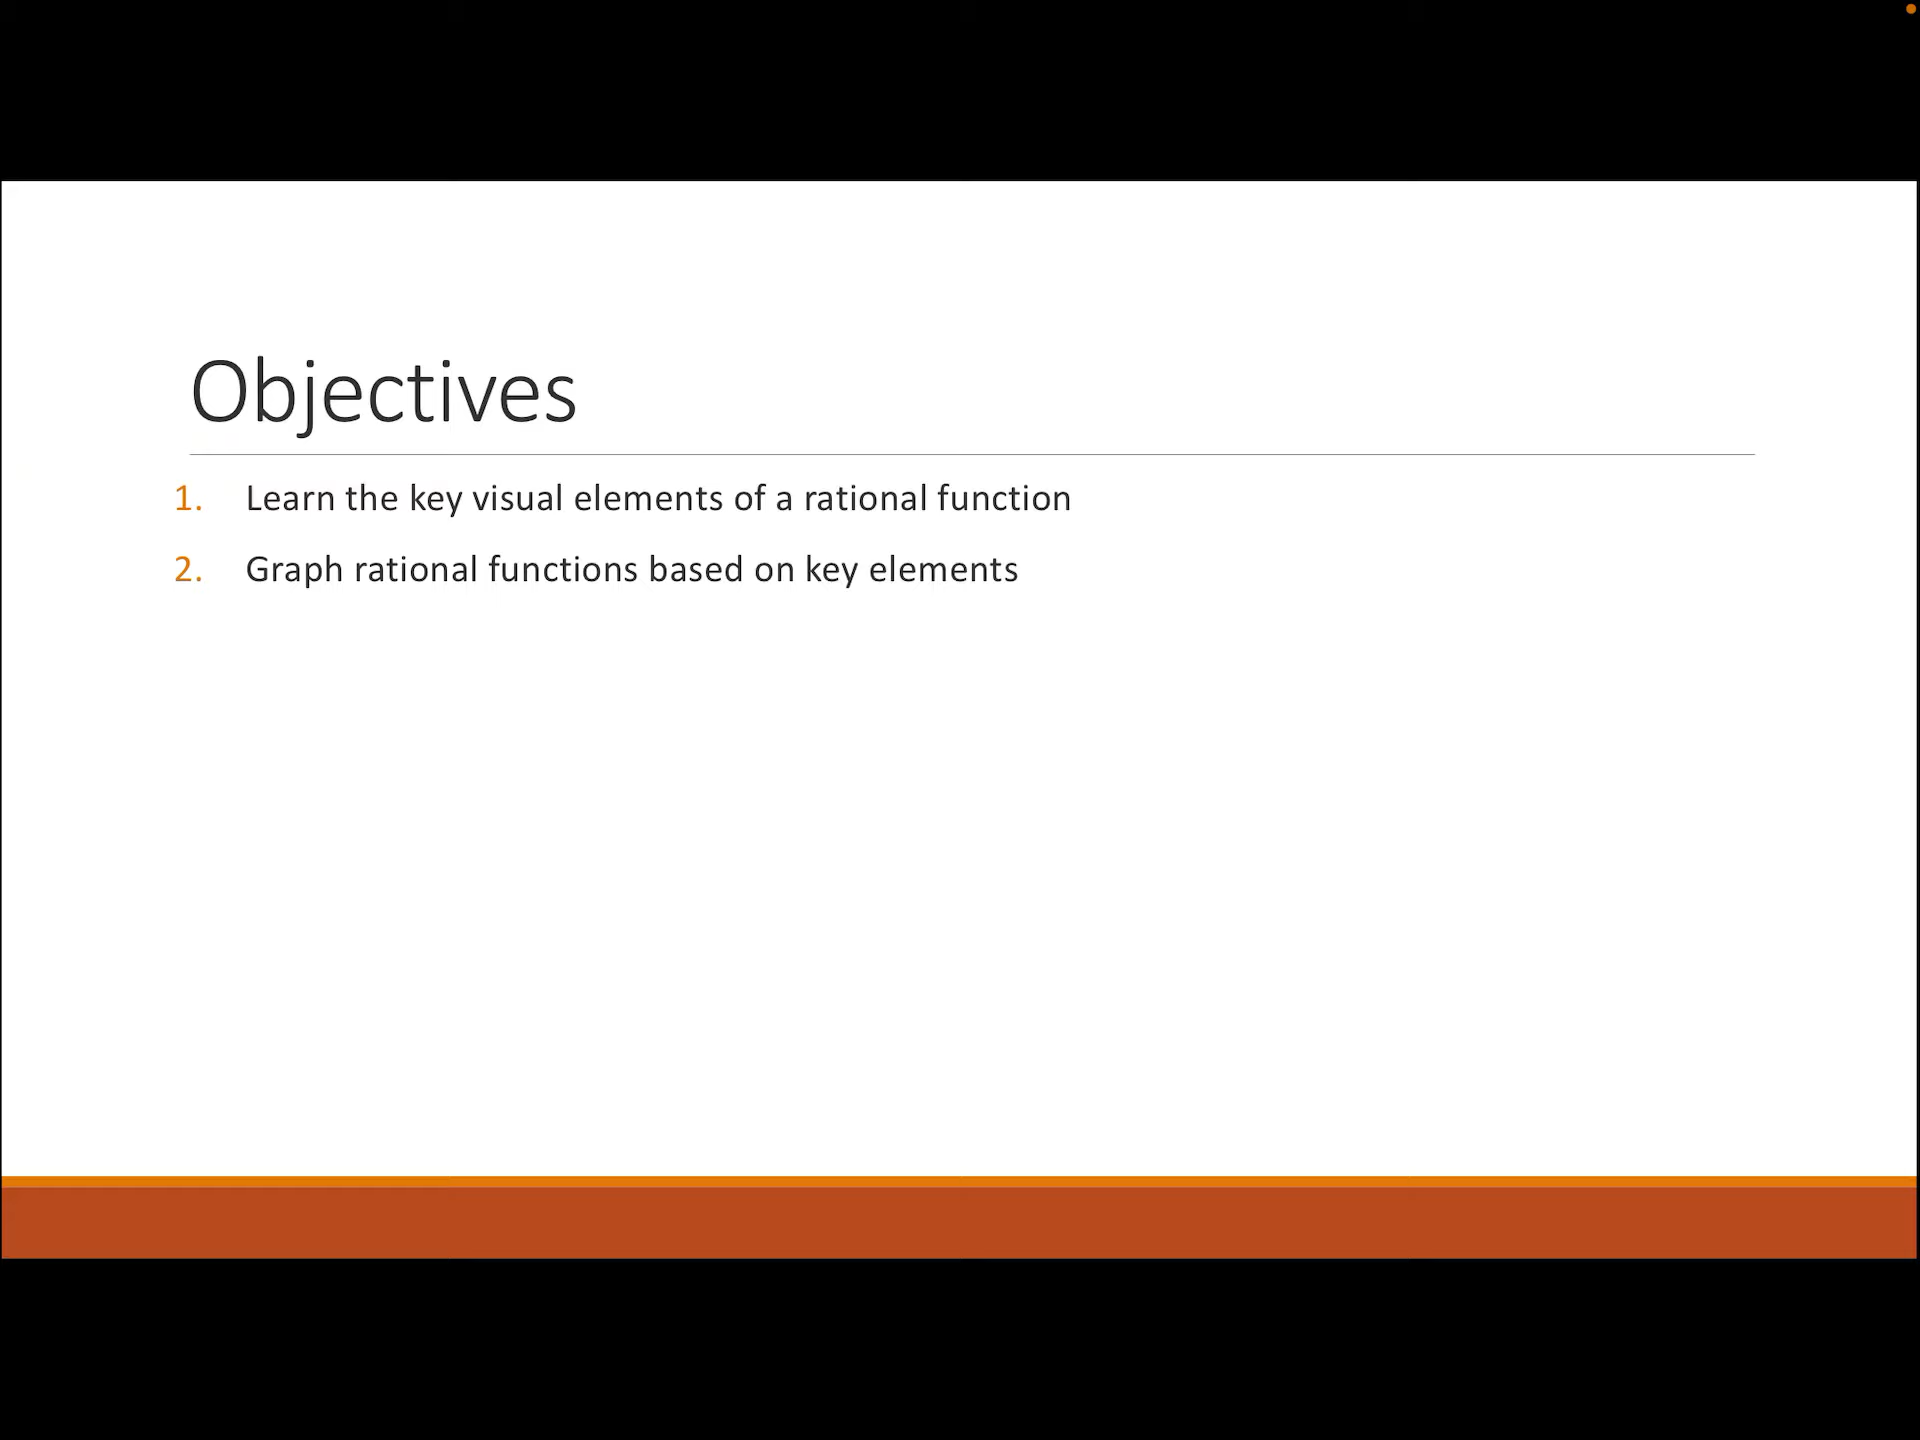 Objectives
1. Learn the key visual elements of a rational function
2. Graph rational functions based on key elements